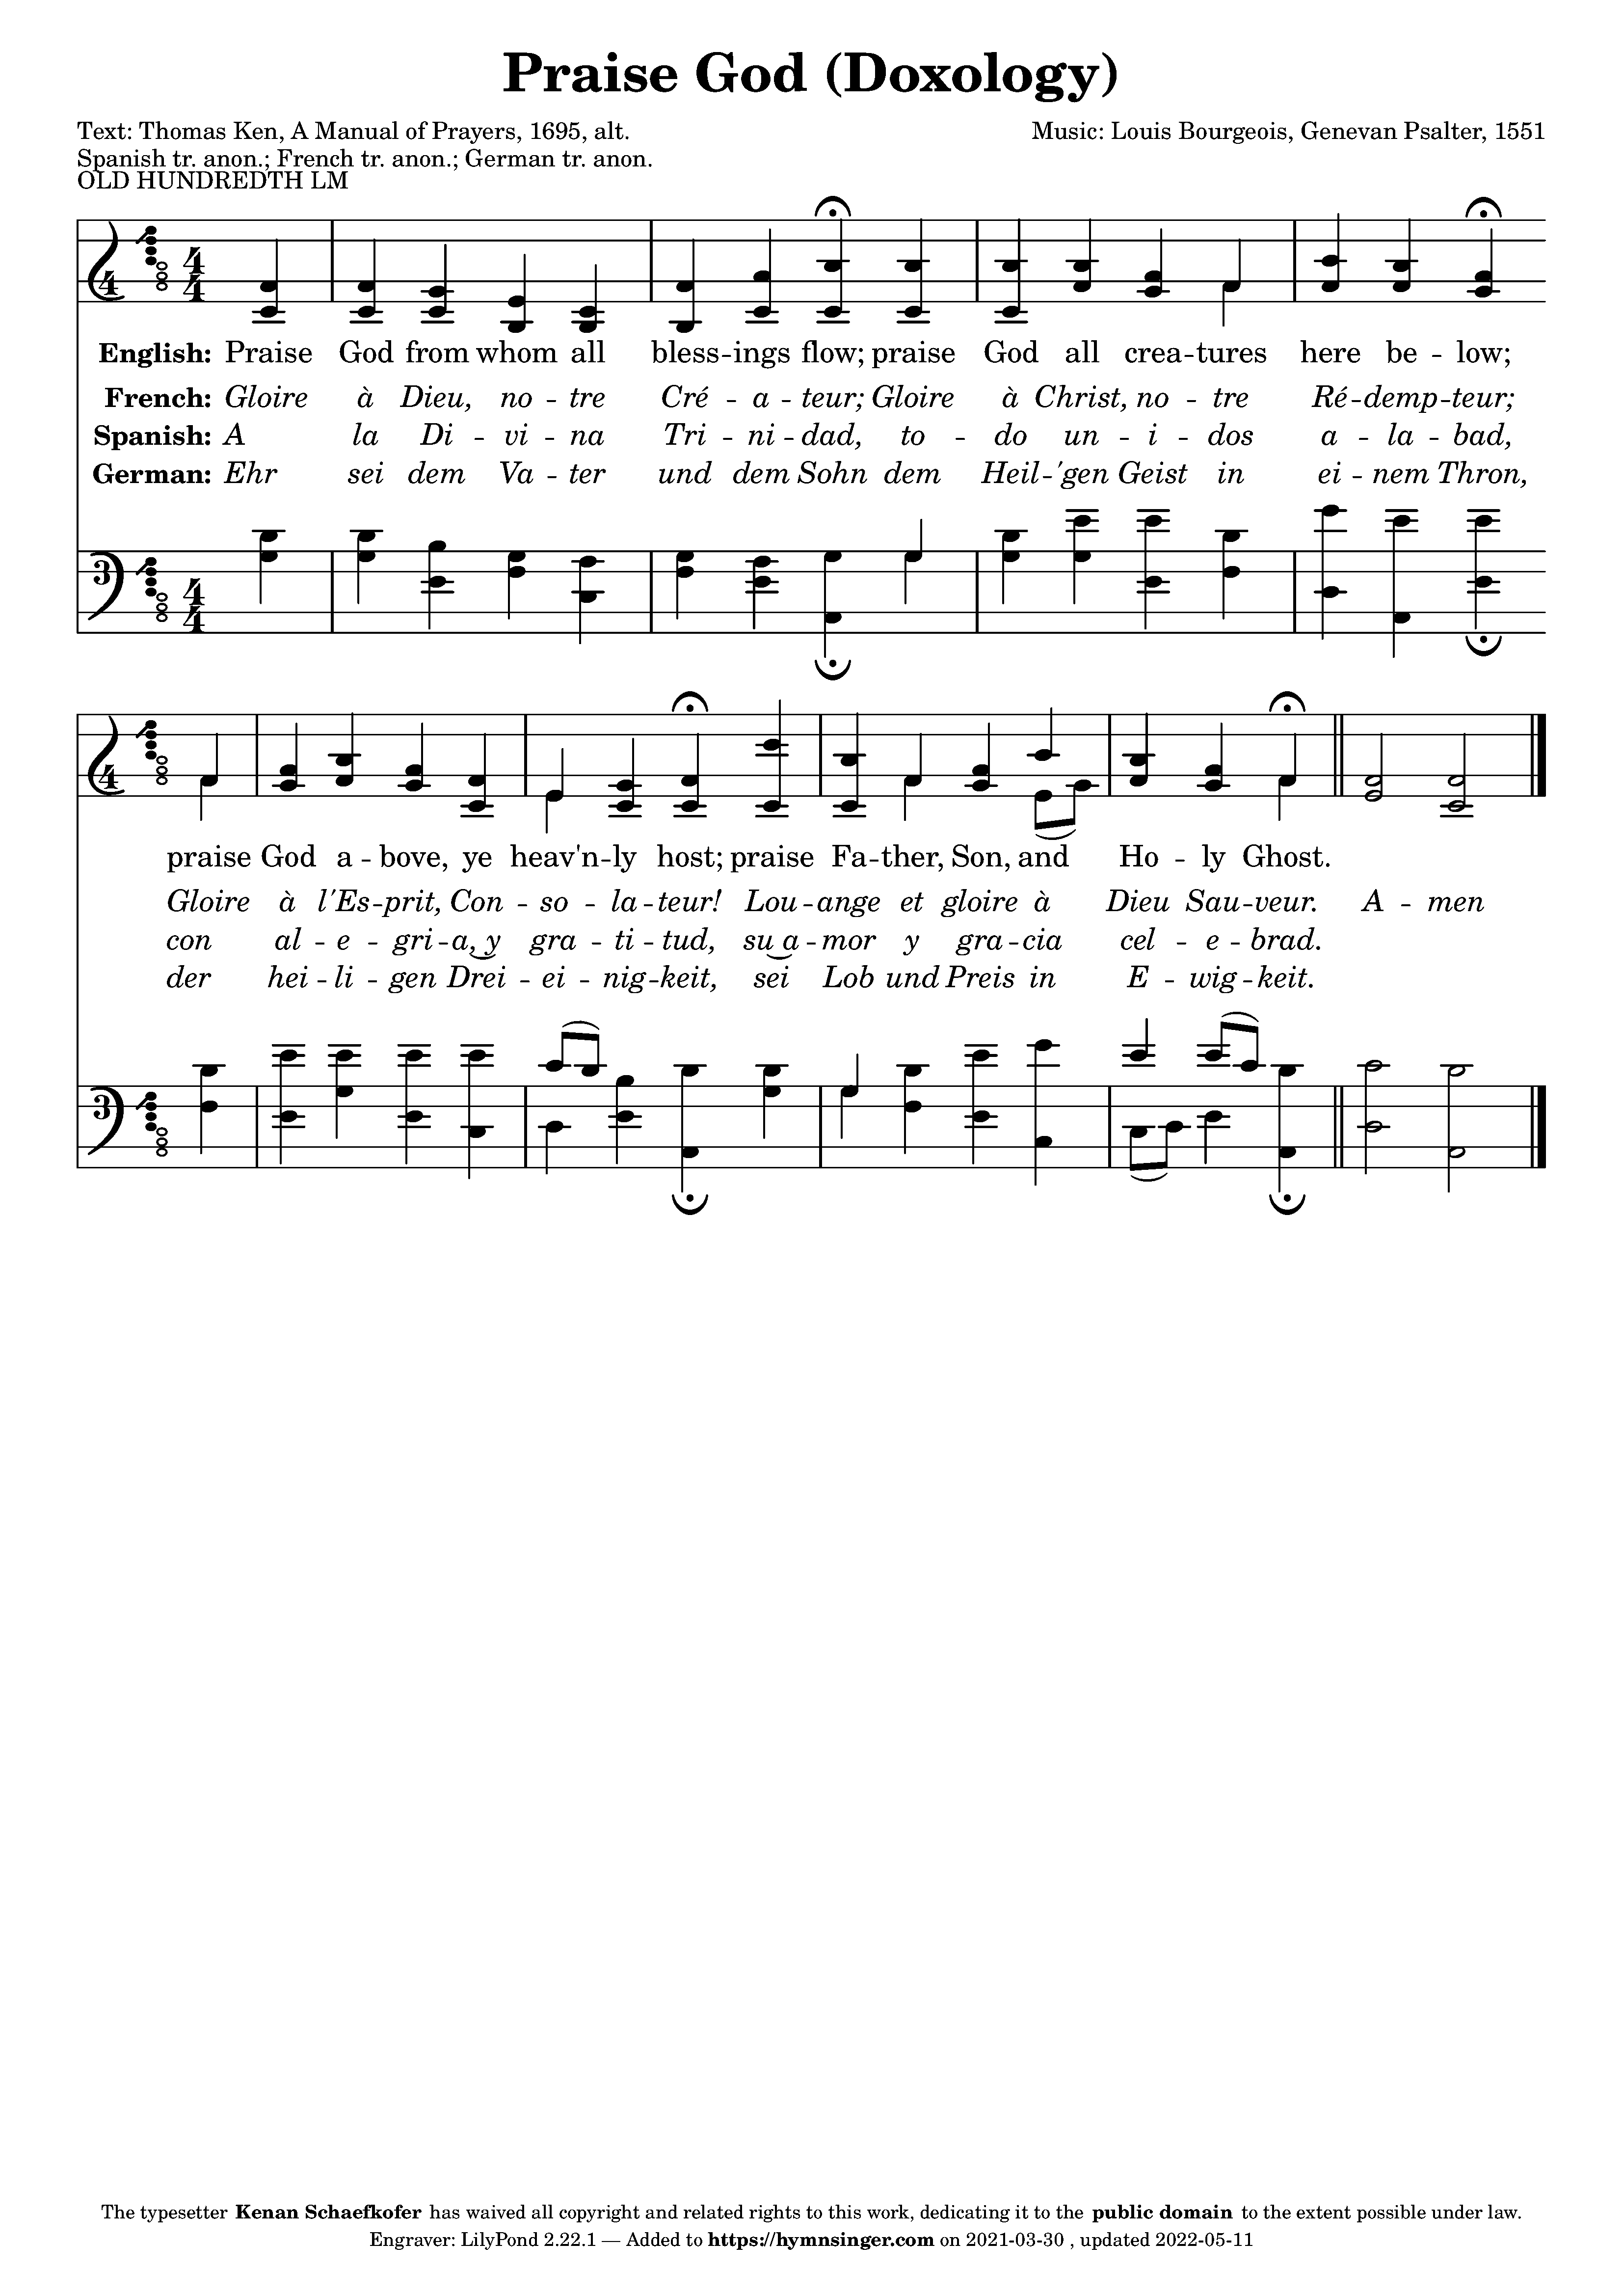 Praise God (Doxology)
Text: Thomas Ken, A Manual of Prayers, 1695, alt.
Music: Louis Bourgeois, Genevan Psalter, 1551
Spanish tr. anon.; French tr. anon.; German tr. anon.
OLD HUNDREDTH LM
English: Praise God from whom all bless -- ings flow; praise God all crea -- tures here be -- low;
French: Gloire à Dieu, no -- tre Cré -- a -- teur; Gloire à Christ, no -- tre Ré -- demp -- teur;
Spanish: A la Di -- vi -- na Tri -- ni -- dad, to -- do un -- i -- dos a -- la -- bad,
German: Ehr sei dem Va -- ter und dem Sohn dem Heil -- 'gen Geist in ei -- nem Thron,
praise God a -- bove, ye heav'n -- ly host; praise Fa -- ther, Son, and Ho -- ly Ghost.
Gloire à l'Es -- prit, Con -- so -- la -- teur! Lou -- ange et gloire à Dieu Sau -- veur. A -- men
con al -- e -- gri -- a,‿y gra -- ti -- tud, su‿a -- mor y gra -- cia cel -- e -- brad.
der hei -- li -- gen Drei -- ei -- nig -- keit, sei Lob und Preis in E -- wig -- keit.
The typesetter Kenan Schaefkofer has waived all copyright and related rights to this work, dedicating it to the public domain to the extent possible under law.
Engraver: LilyPond 2.22.1 — Added to https://hymnsinger.com on 2021-03-30 , updated 2022-05-11